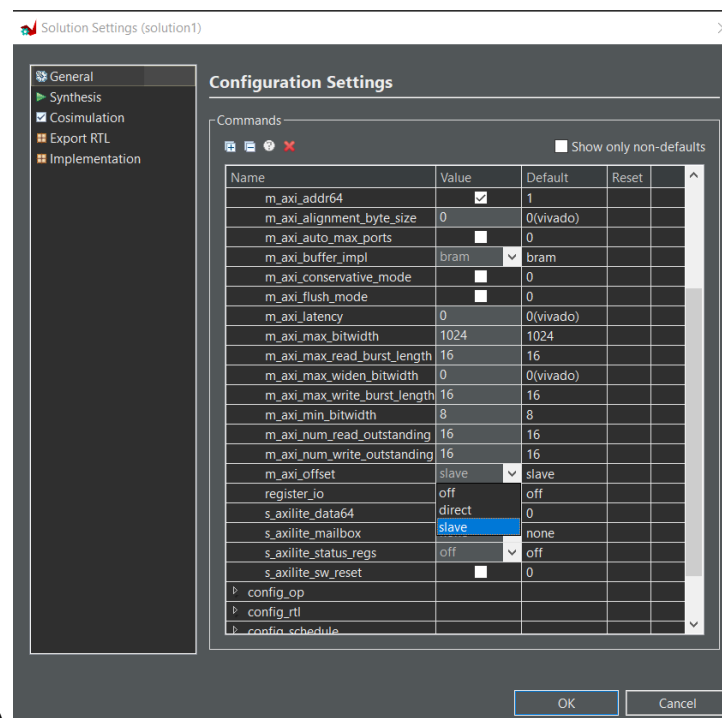 Solution Settings (solution1)
General
Synthesis
Cosimulation
Export RTL
Implementation
Configuration Settings
Commands
Show only non-defaults
Name Value Default Reset
m_axi_addr64 1
m_axi_alignment_byte_size 0 0(vivado)
m_axi_auto_max_ports 0
m_axi_buffer_impl bram bram
m_axi_conservative_mode 0
m_axi_flush_mode 0
m_axi_latency 0 0(vivado)
m_axi_max_bitwidth 1024 1024
m_axi_max_read_burst_length 16 16
m_axi_max_widen_bitwidth 0 0(vivado)
m_axi_max_write_burst_length 16 16
m_axi_min_bitwidth 8 8
m_axi_num_read_outstanding 16 16
m_axi_num_write_outstanding 16 16
m_axi_offset slave slave
register_io off off
s_axilite_data64 direct 0
s_axilite_mailbox slave none
s_axilite_status_regs off off
s_axilite_sw_reset 0
config_op
config_rtl
config_schedule
OK Cancel